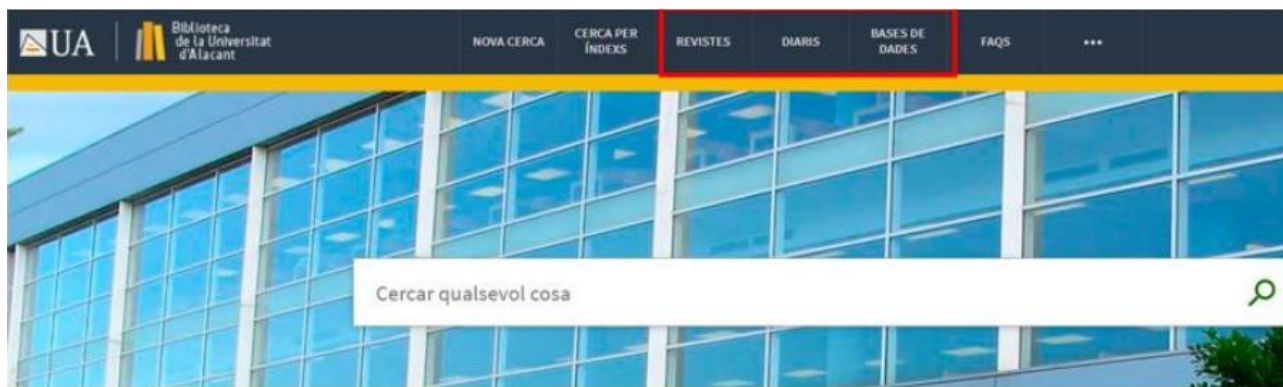 UA
Biblioteca
de la Universitat
d'Alacant
NOVA CERCA
CERCA PER
ÍNDEXS
REVISTES
DIARIS
BASES DE
DADES
FAQS
•••
Cercar qualsevol cosa